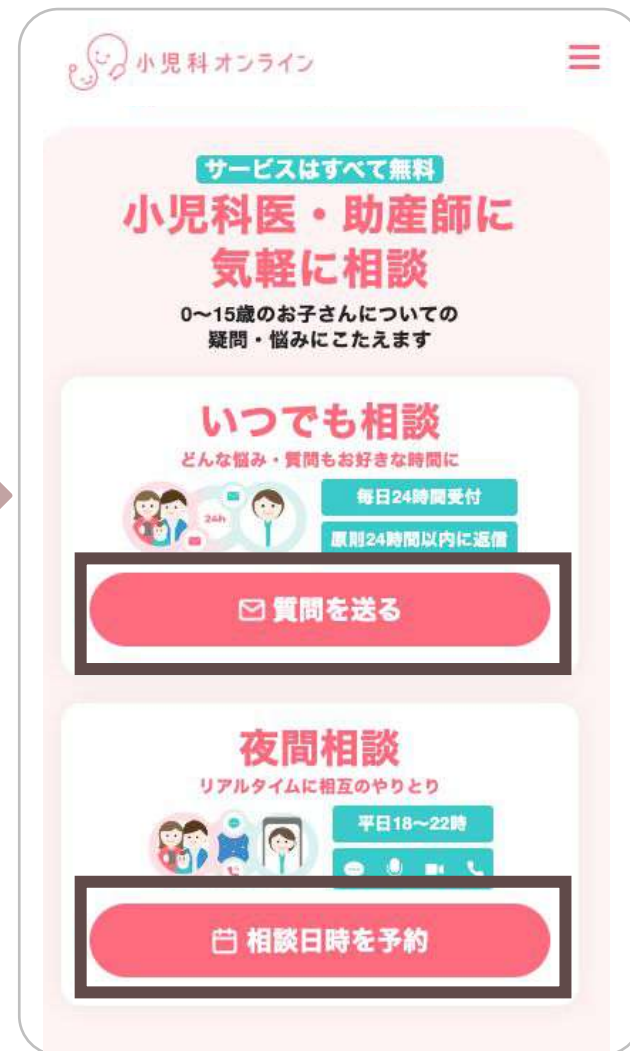 小児科オンライン
サービスはすべて無料
小児科医・助産師に
気軽に相談
0〜15歳のお子さんについての
疑問・悩みにこたえます
いつでも相談
どんな悩み・質問もお好きな時間に
24h
毎日24時間受付
原則24時間以内に返信
質問を送る
夜間相談
リアルタイムに相互のやりとり
平日18〜22時
相談日時を予約